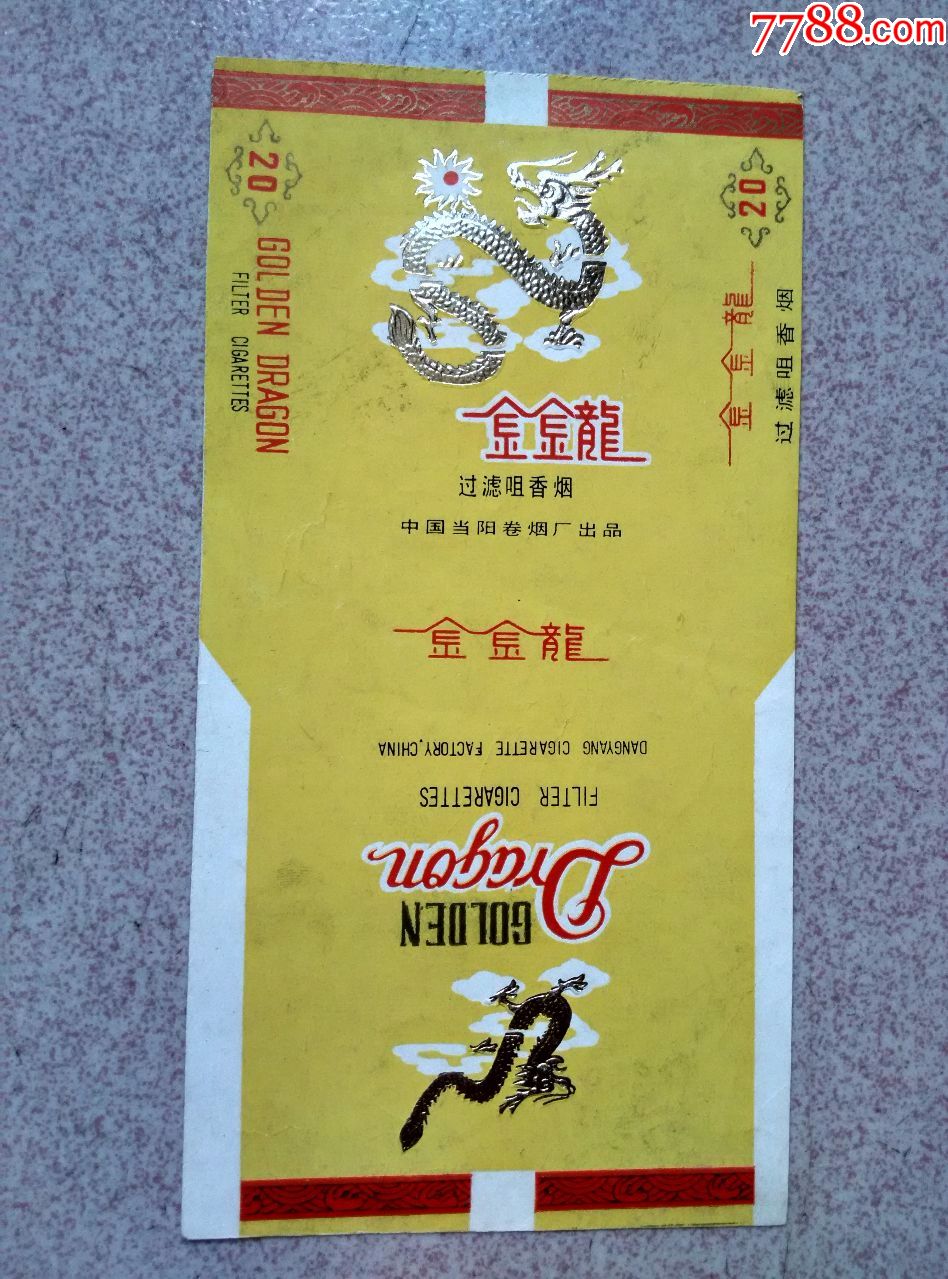 7788.com
20
GOLDEN DRAGON
FILTER CIGARETTES
20
金金龍
过滤咀香烟
金金龍
过滤咀香烟
中国当阳卷烟厂出品
金金龍
GOLDEN
Dragon
FILTER CIGARETTES
DANGYANG CIGARETTE FACTORY.CHINA